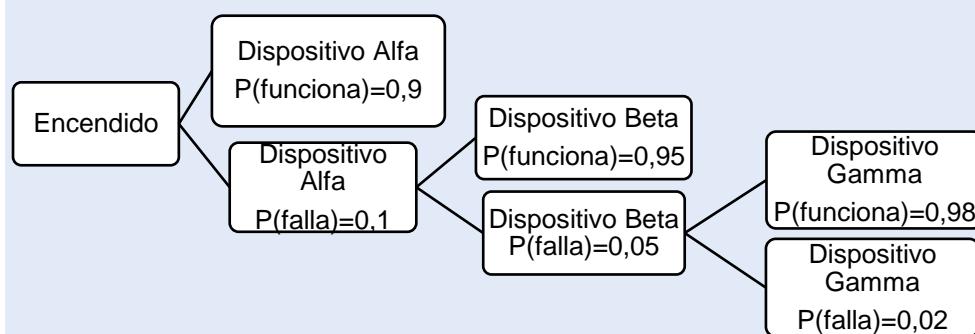 Encendido
Dispositivo Alfa
P(funciona)=0,9
Dispositivo
Alfa
P(falla)=0,1
Dispositivo Beta
P(funciona)=0,95
Dispositivo Beta
P(falla)=0,05
Dispositivo
Gamma
P(funciona)=0,98
Dispositivo
Gamma
P(falla)=0,02